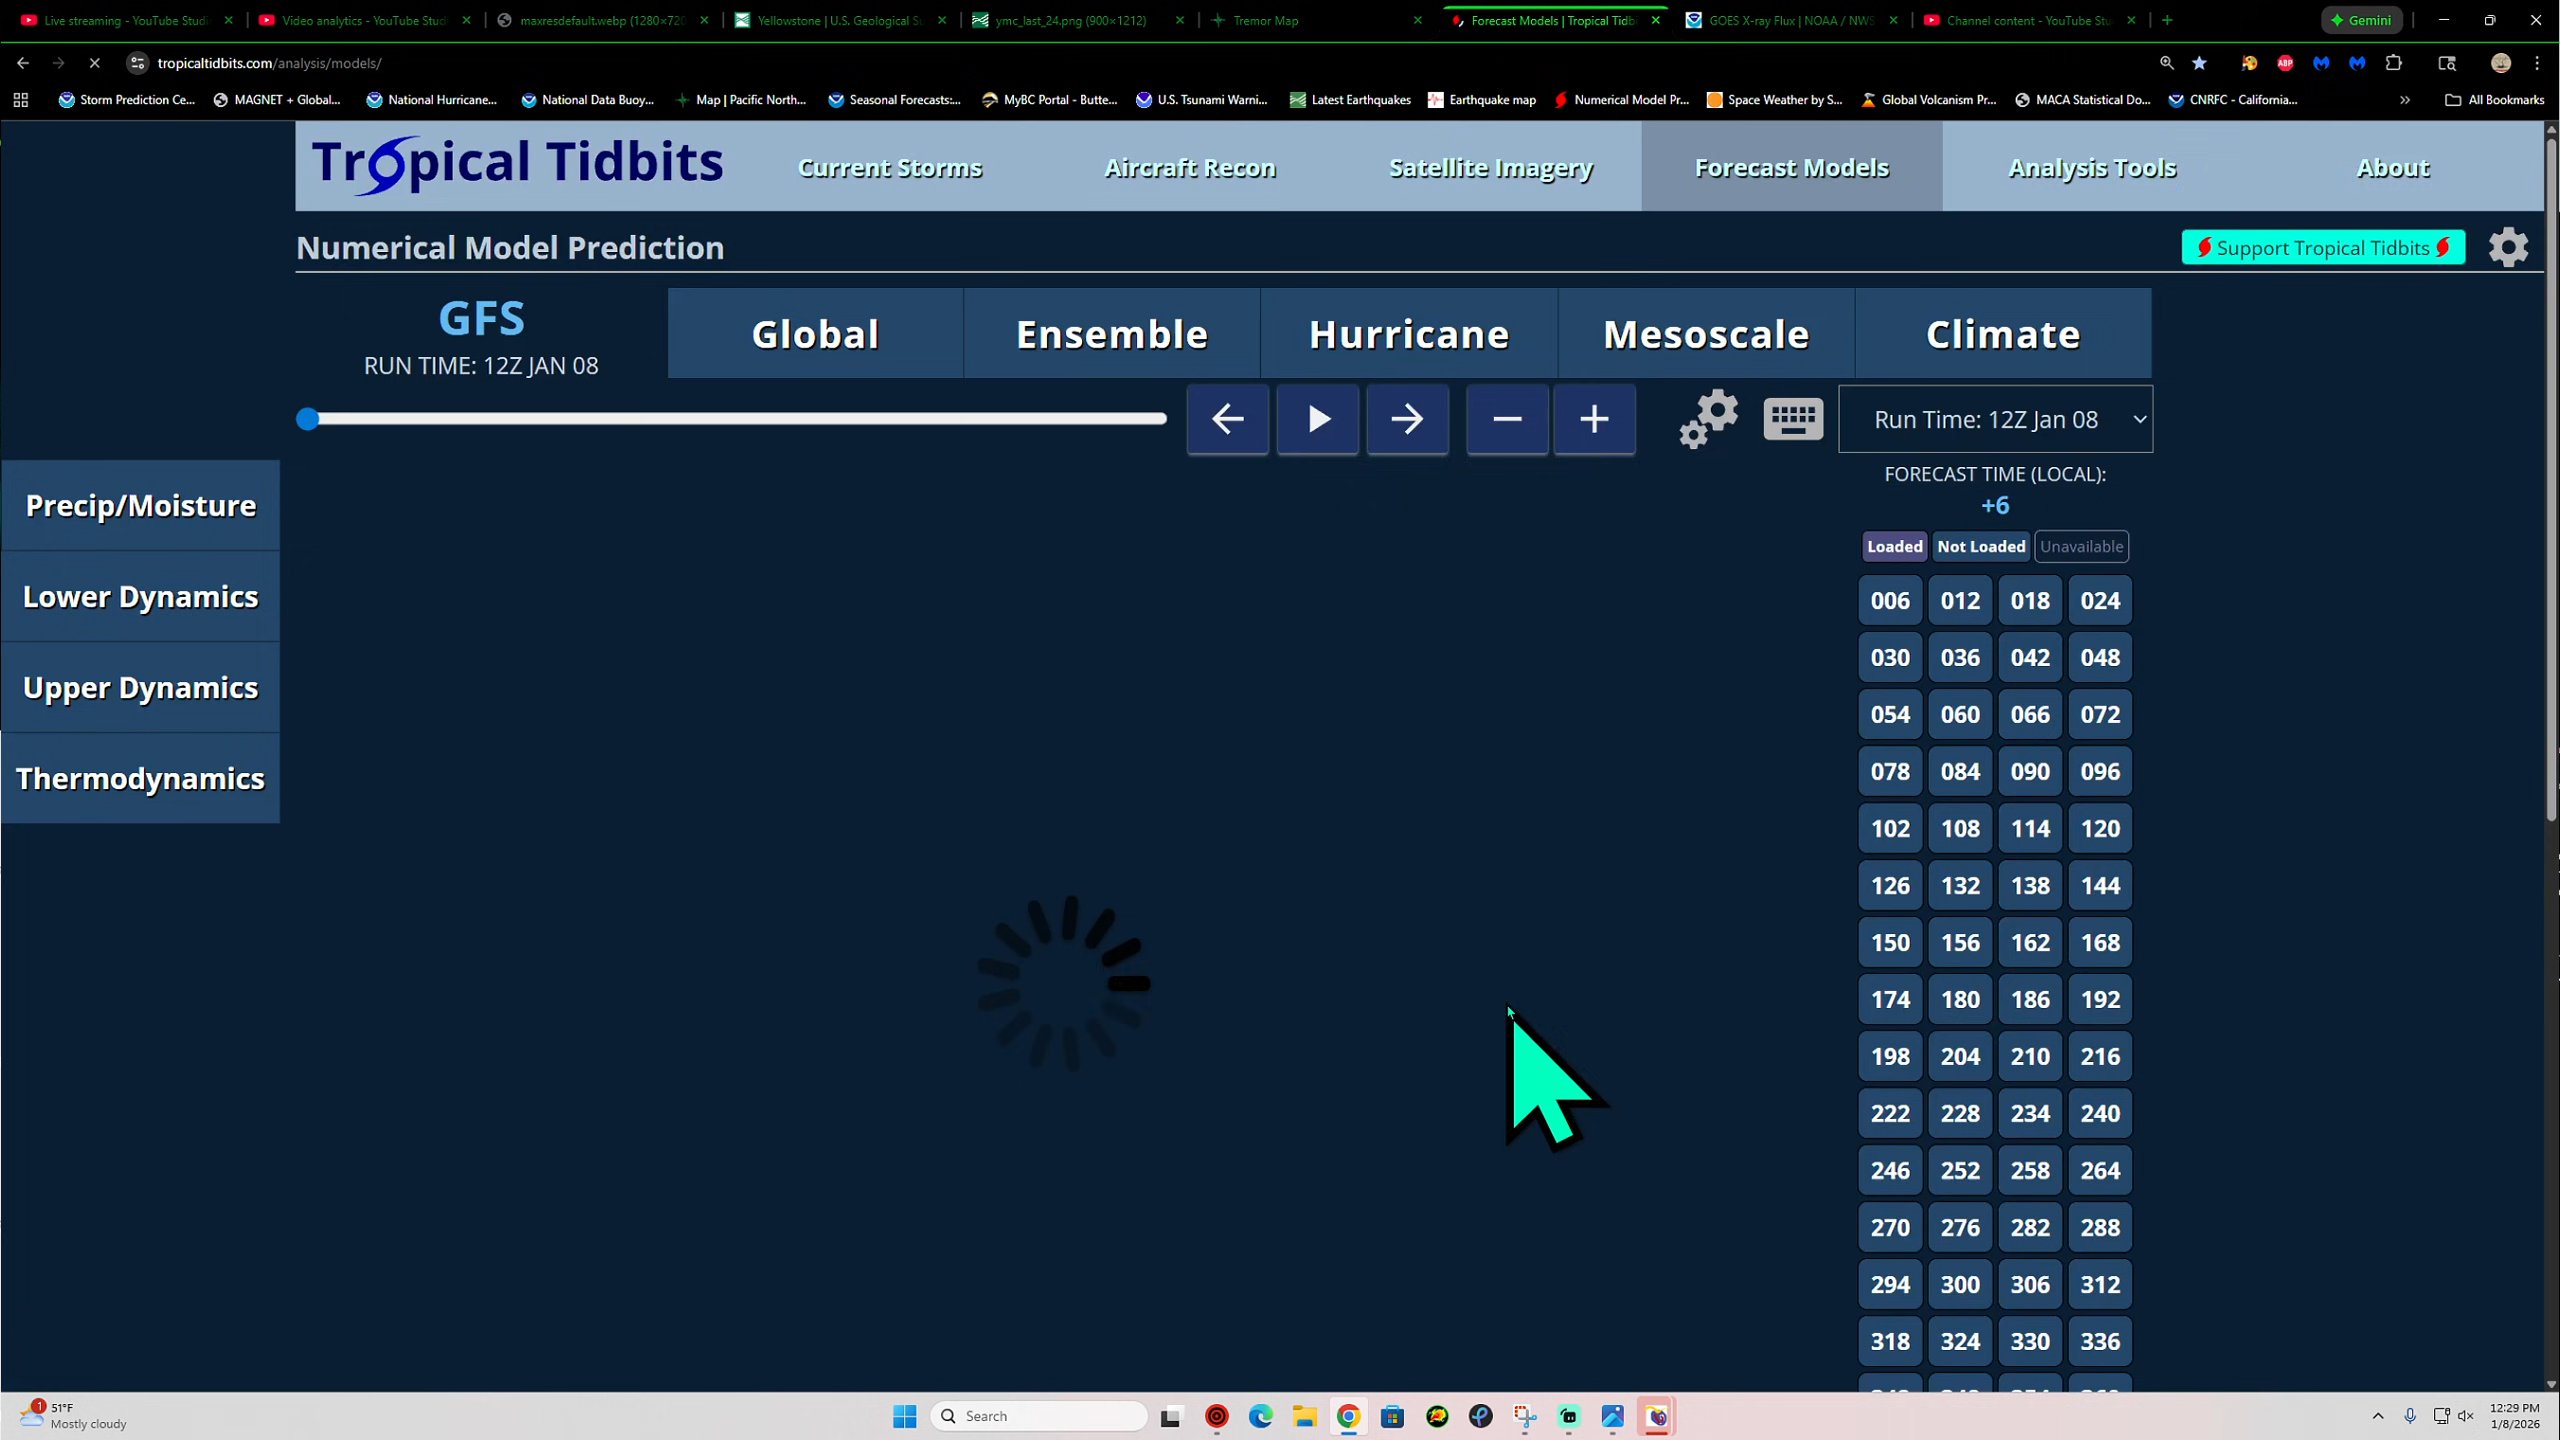 Live streaming - YouTube Studi
Video analytics - YouTube Stud
maxresdefault.webp (1280×720
Yellowstone | U.S. Geological Su
ymc_last_24.png (900×1212)
Tremor Map
Forecast Models | Tropical Tidb
GOES X-ray Flux | NOAA / NWS
Channel content - YouTube Stu
Gemini
tropicaltidbits.com/analysis/models/
Storm Prediction Ce...
MAGNET + Global...
National Hurricane...
National Data Buoy...
Map | Pacific North...
Seasonal Forecasts:...
MyBC Portal - Butte...
U.S. Tsunami Warni...
Latest Earthquakes
Earthquake map
Numerical Model Pr...
Space Weather by S...
Global Volcanism Pr...
MACA Statistical Do...
CNRFC - California...
All Bookmarks
Tropical Tidbits
Current Storms
Aircraft Recon
Satellite Imagery
Forecast Models
Analysis Tools
About
Numerical Model Prediction
Support Tropical Tidbits
GFS
RUN TIME: 12Z JAN 08
Global
Ensemble
Hurricane
Mesoscale
Climate
Run Time: 12Z Jan 08
Precip/Moisture
Lower Dynamics
Upper Dynamics
Thermodynamics
FORECAST TIME (LOCAL):
+6
Loaded Not Loaded Unavailable
006 012 018 024
030 036 042 048
054 060 066 072
078 084 090 096
102 108 114 120
126 132 138 144
150 156 162 168
174 180 186 192
198 204 210 216
222 228 234 240
246 252 258 264
270 276 282 288
294 300 306 312
318 324 330 336
1
51°F
Mostly cloudy
Search
12:29 PM
1/8/2026